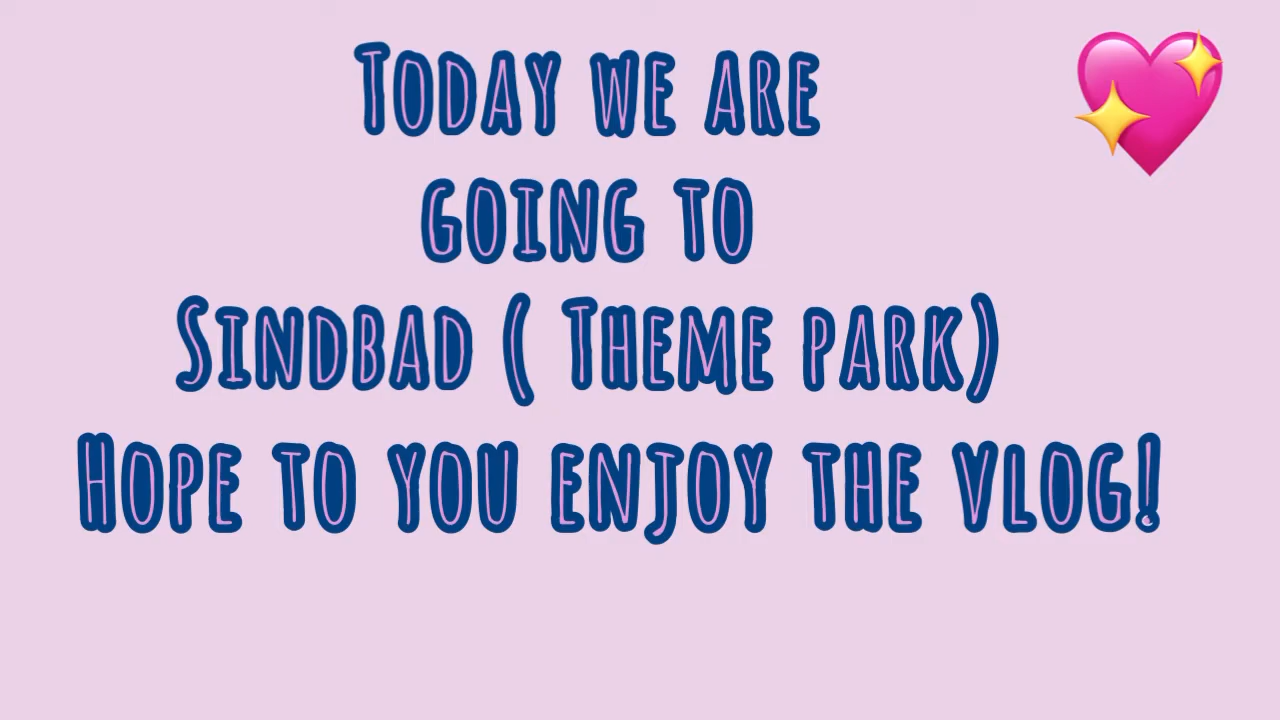 Today we are
going to
Sindbad ( Theme park)
Hope to you enjoy the vlog!